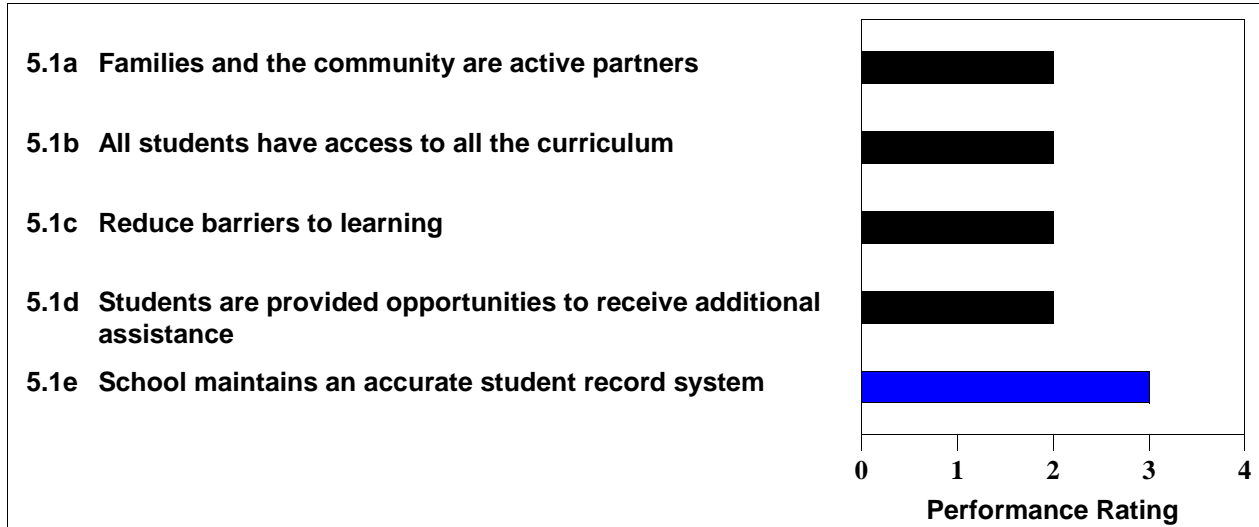 5.1a Families and the community are active partners
5.1b All students have access to all the curriculum
5.1c Reduce barriers to learning
5.1d Students are provided opportunities to receive additional
assistance
5.1e School maintains an accurate student record system
0 1 2 3 4
Performance Rating